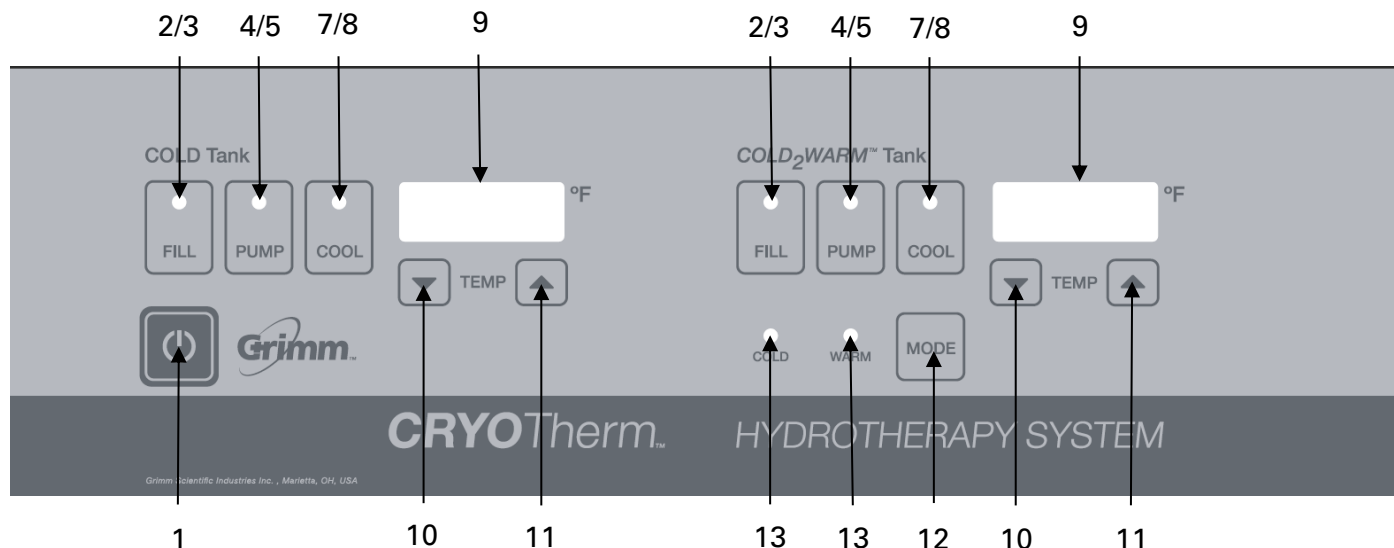 2/3 4/5 7/8 9 2/3 4/5 7/8 9
COLD Tank COLD2WARM™ Tank
°F °F
FILL PUMP COOL FILL PUMP COOL
TEMP TEMP
Grimm™ COLD WARM MODE
CRYOTherm™ HYDROTHERAPY SYSTEM
Grimm Scientific Industries Inc. , Marietta, OH, USA
1 10 11 13 13 12 10 11